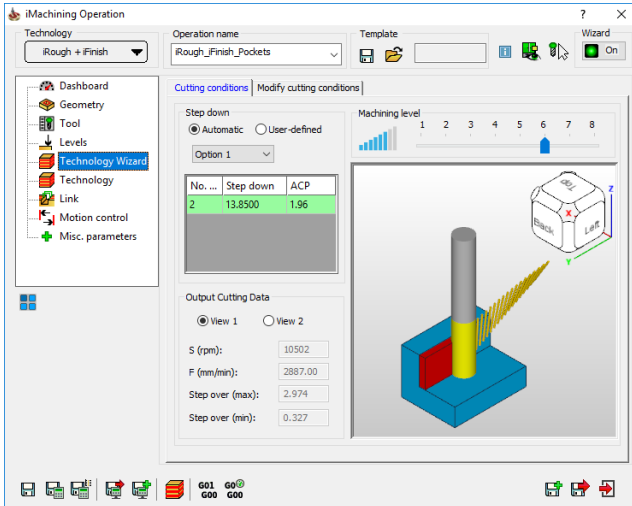 iMachining Operation
?
Technology
Operation name
Template
Wizard
iRough +iFinish
iRough_iFinish_Pockets
On
Dashboard
Geometry
Tool
Levels
Technology Wizard
Technology
Link
Motion control
Misc. parameters
Cutting conditions
Modify cutting conditions
Step down
Automatic
User-defined
Option 1
No. ...
Step down
ACP
2
13.8500
1.96
Machining level
1 2 3 4 5 6 7 8
Top
Back
Left
X
Y
Z
Output Cutting Data
View 1
View 2
S (rpm):
10502
F (mm/min):
2887.00
Step over (max):
2.974
Step over (min):
0.327
G01
G00
G0
G00